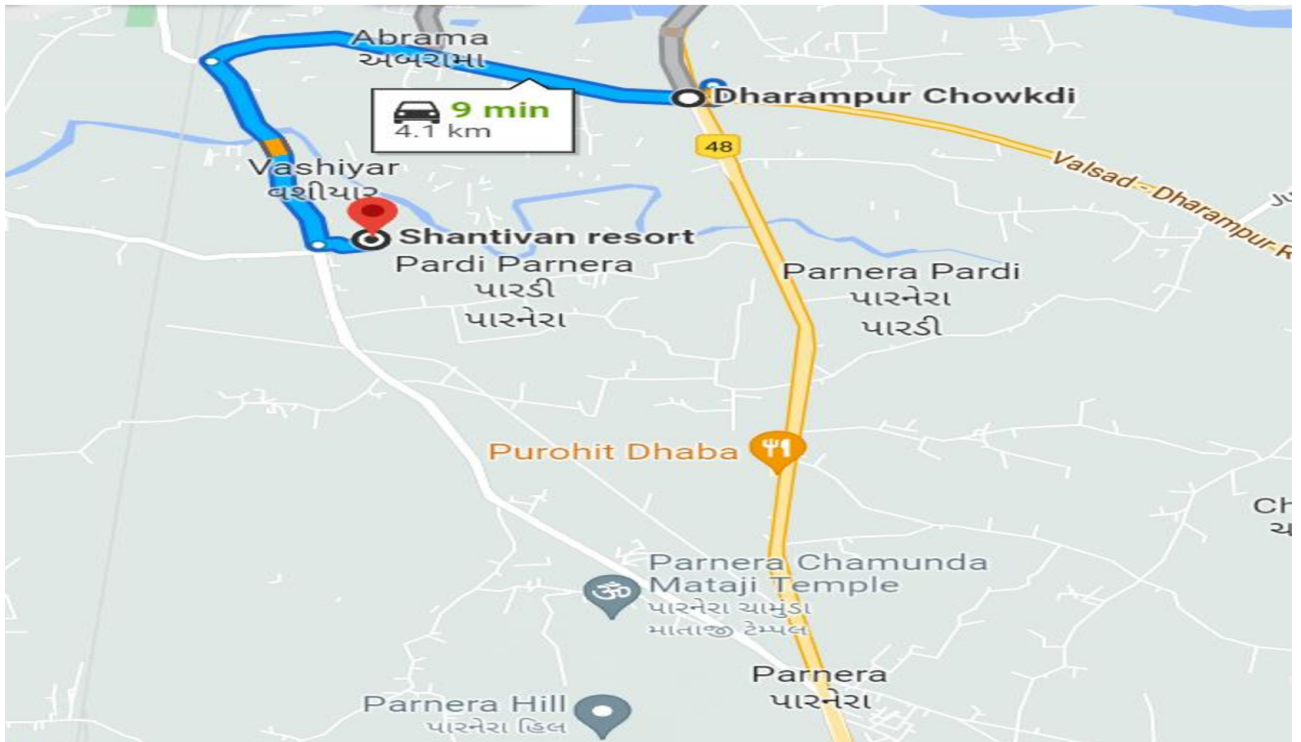 Abrama
અબરામા
9 min
4.1 km
Dharampur Chowkdi
48
Valsad - Dharampur R
Vashiyar
વશીયાર
Shantivan resort
Pardi Parnera
પારડી
પારનેરા
Parnera Pardi
પારનેરા
પારડી
Purohit Dhaba
Ch
ચ
Parnera Chamunda
Mataji Temple
પારનેરા ચામુંડા
માતાજી ટેમ્પલ
Parnera
પારનેરા
Parnera Hill
પારનેરા હિલ